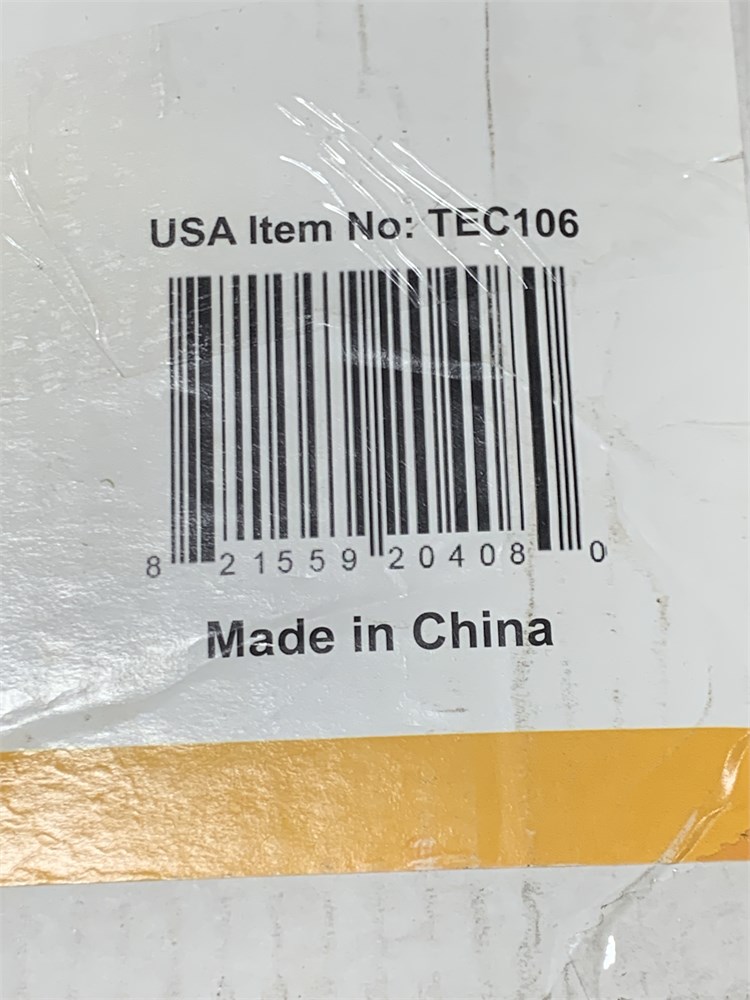 USA Item No: TEC106
8 21559 20408 0
Made in China